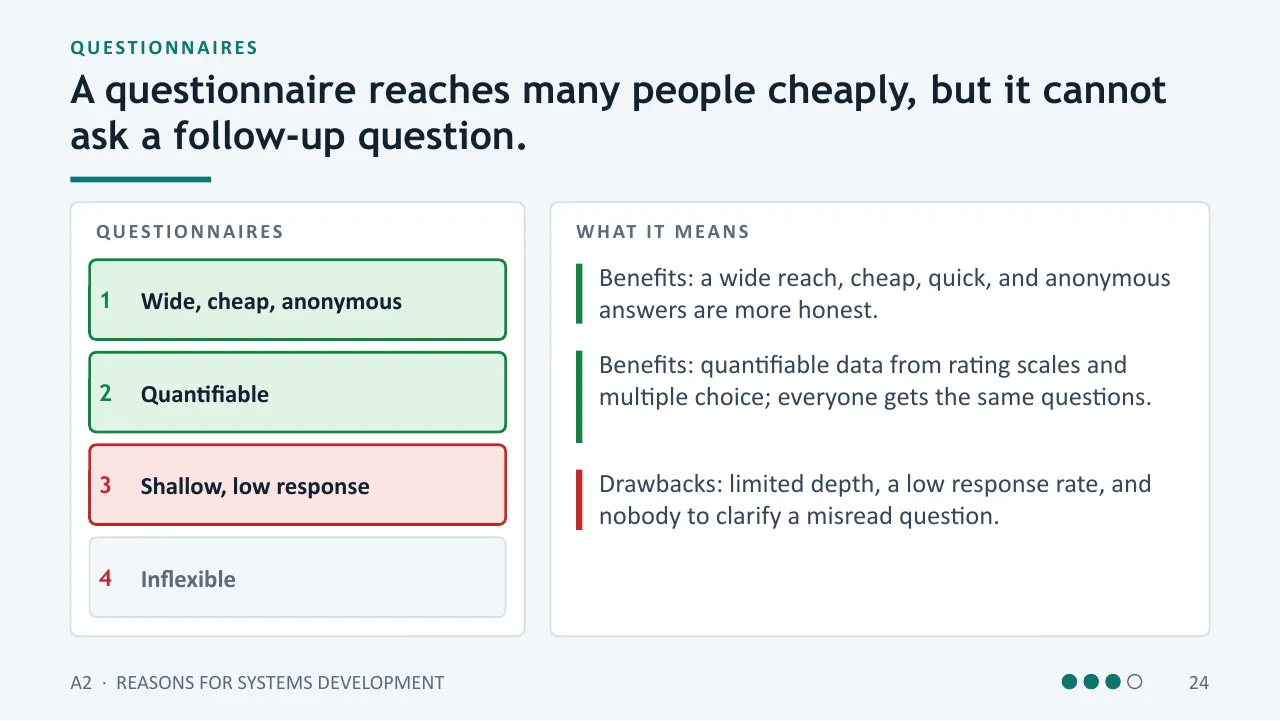 QUESTIONNAIRES
A questionnaire reaches many people cheaply, but it cannot
ask a follow-up question.
QUESTIONNAIRES
1 Wide, cheap, anonymous
2 Quantifiable
3 Shallow, low response
4 Inflexible
WHAT IT MEANS
Benefits: a wide reach, cheap, quick, and anonymous
answers are more honest.
Benefits: quantifiable data from rating scales and
multiple choice; everyone gets the same questions.
Drawbacks: limited depth, a low response rate, and
nobody to clarify a misread question.
A2 · REASONS FOR SYSTEMS DEVELOPMENT
24